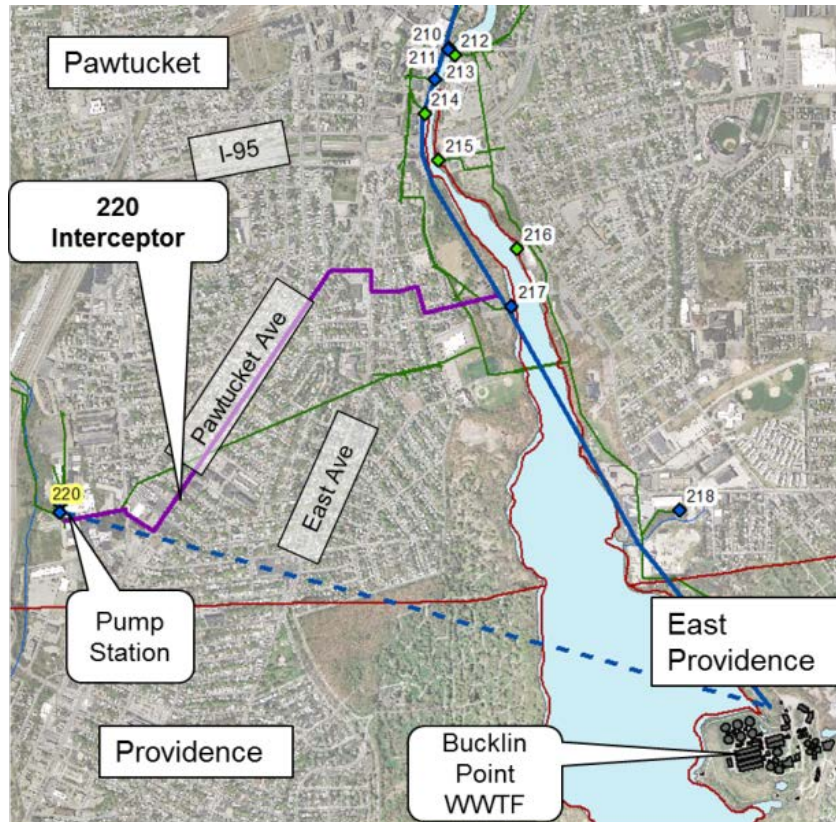 Pawtucket
210
212
211
213
214
I-95
215
220
Interceptor
216
217
Pawtucket Ave
East Ave
220
218
Pump
Station
East
Providence
Providence
Bucklin
Point
WWTF